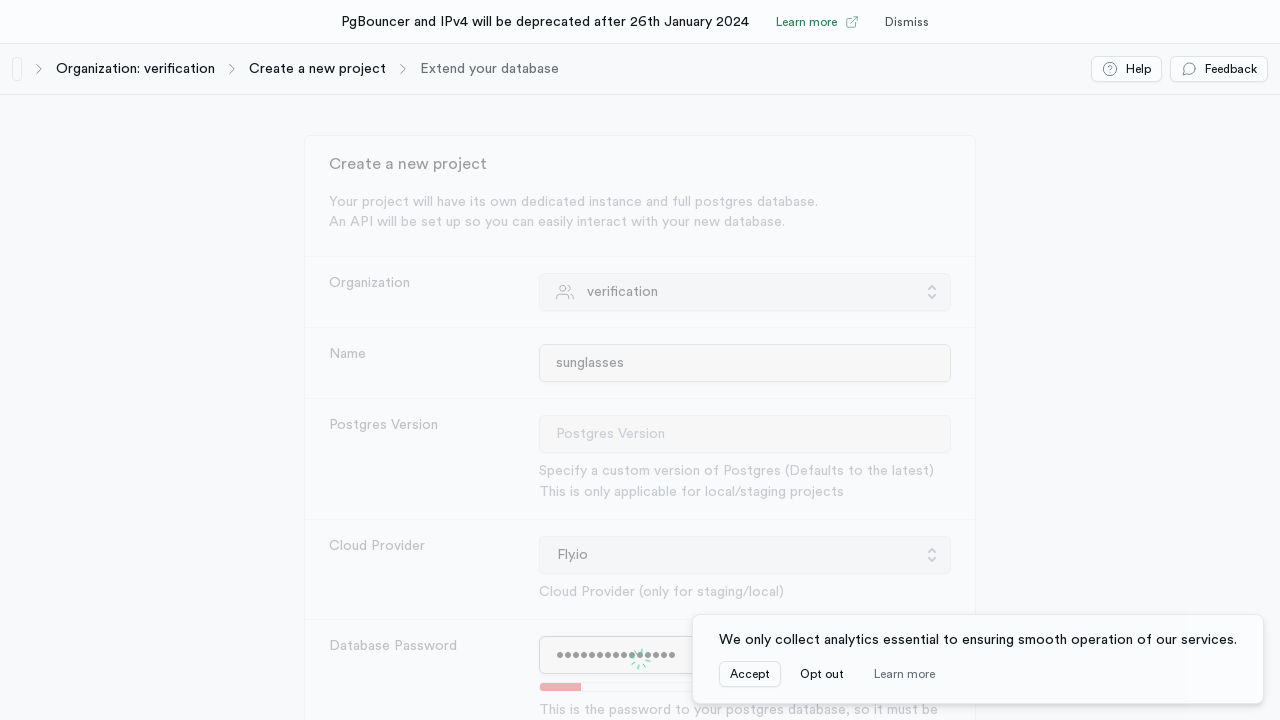 PgBouncer and IPv4 will be deprecated after 26th January 2024 Learn more Dismiss
Organization: verification Create a new project Extend your database Help Feedback
Create a new project
Your project will have its own dedicated instance and full postgres database.
An API will be set up so you can easily interact with your new database.
Organization verification
Name sunglasses
Postgres Version Postgres Version
Specify a custom version of Postgres (Defaults to the latest)
This is only applicable for local/staging projects
Cloud Provider Fly.io
Cloud Provider (only for staging/local)
Database Password
This is the password to your postgres database, so it must be
We only collect analytics essential to ensuring smooth operation of our services.
Accept Opt out Learn more